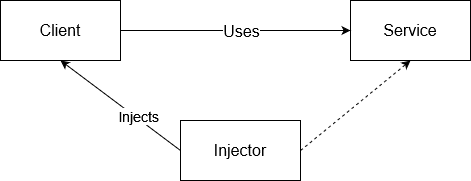 Client
Uses
Service
Injects
Injector